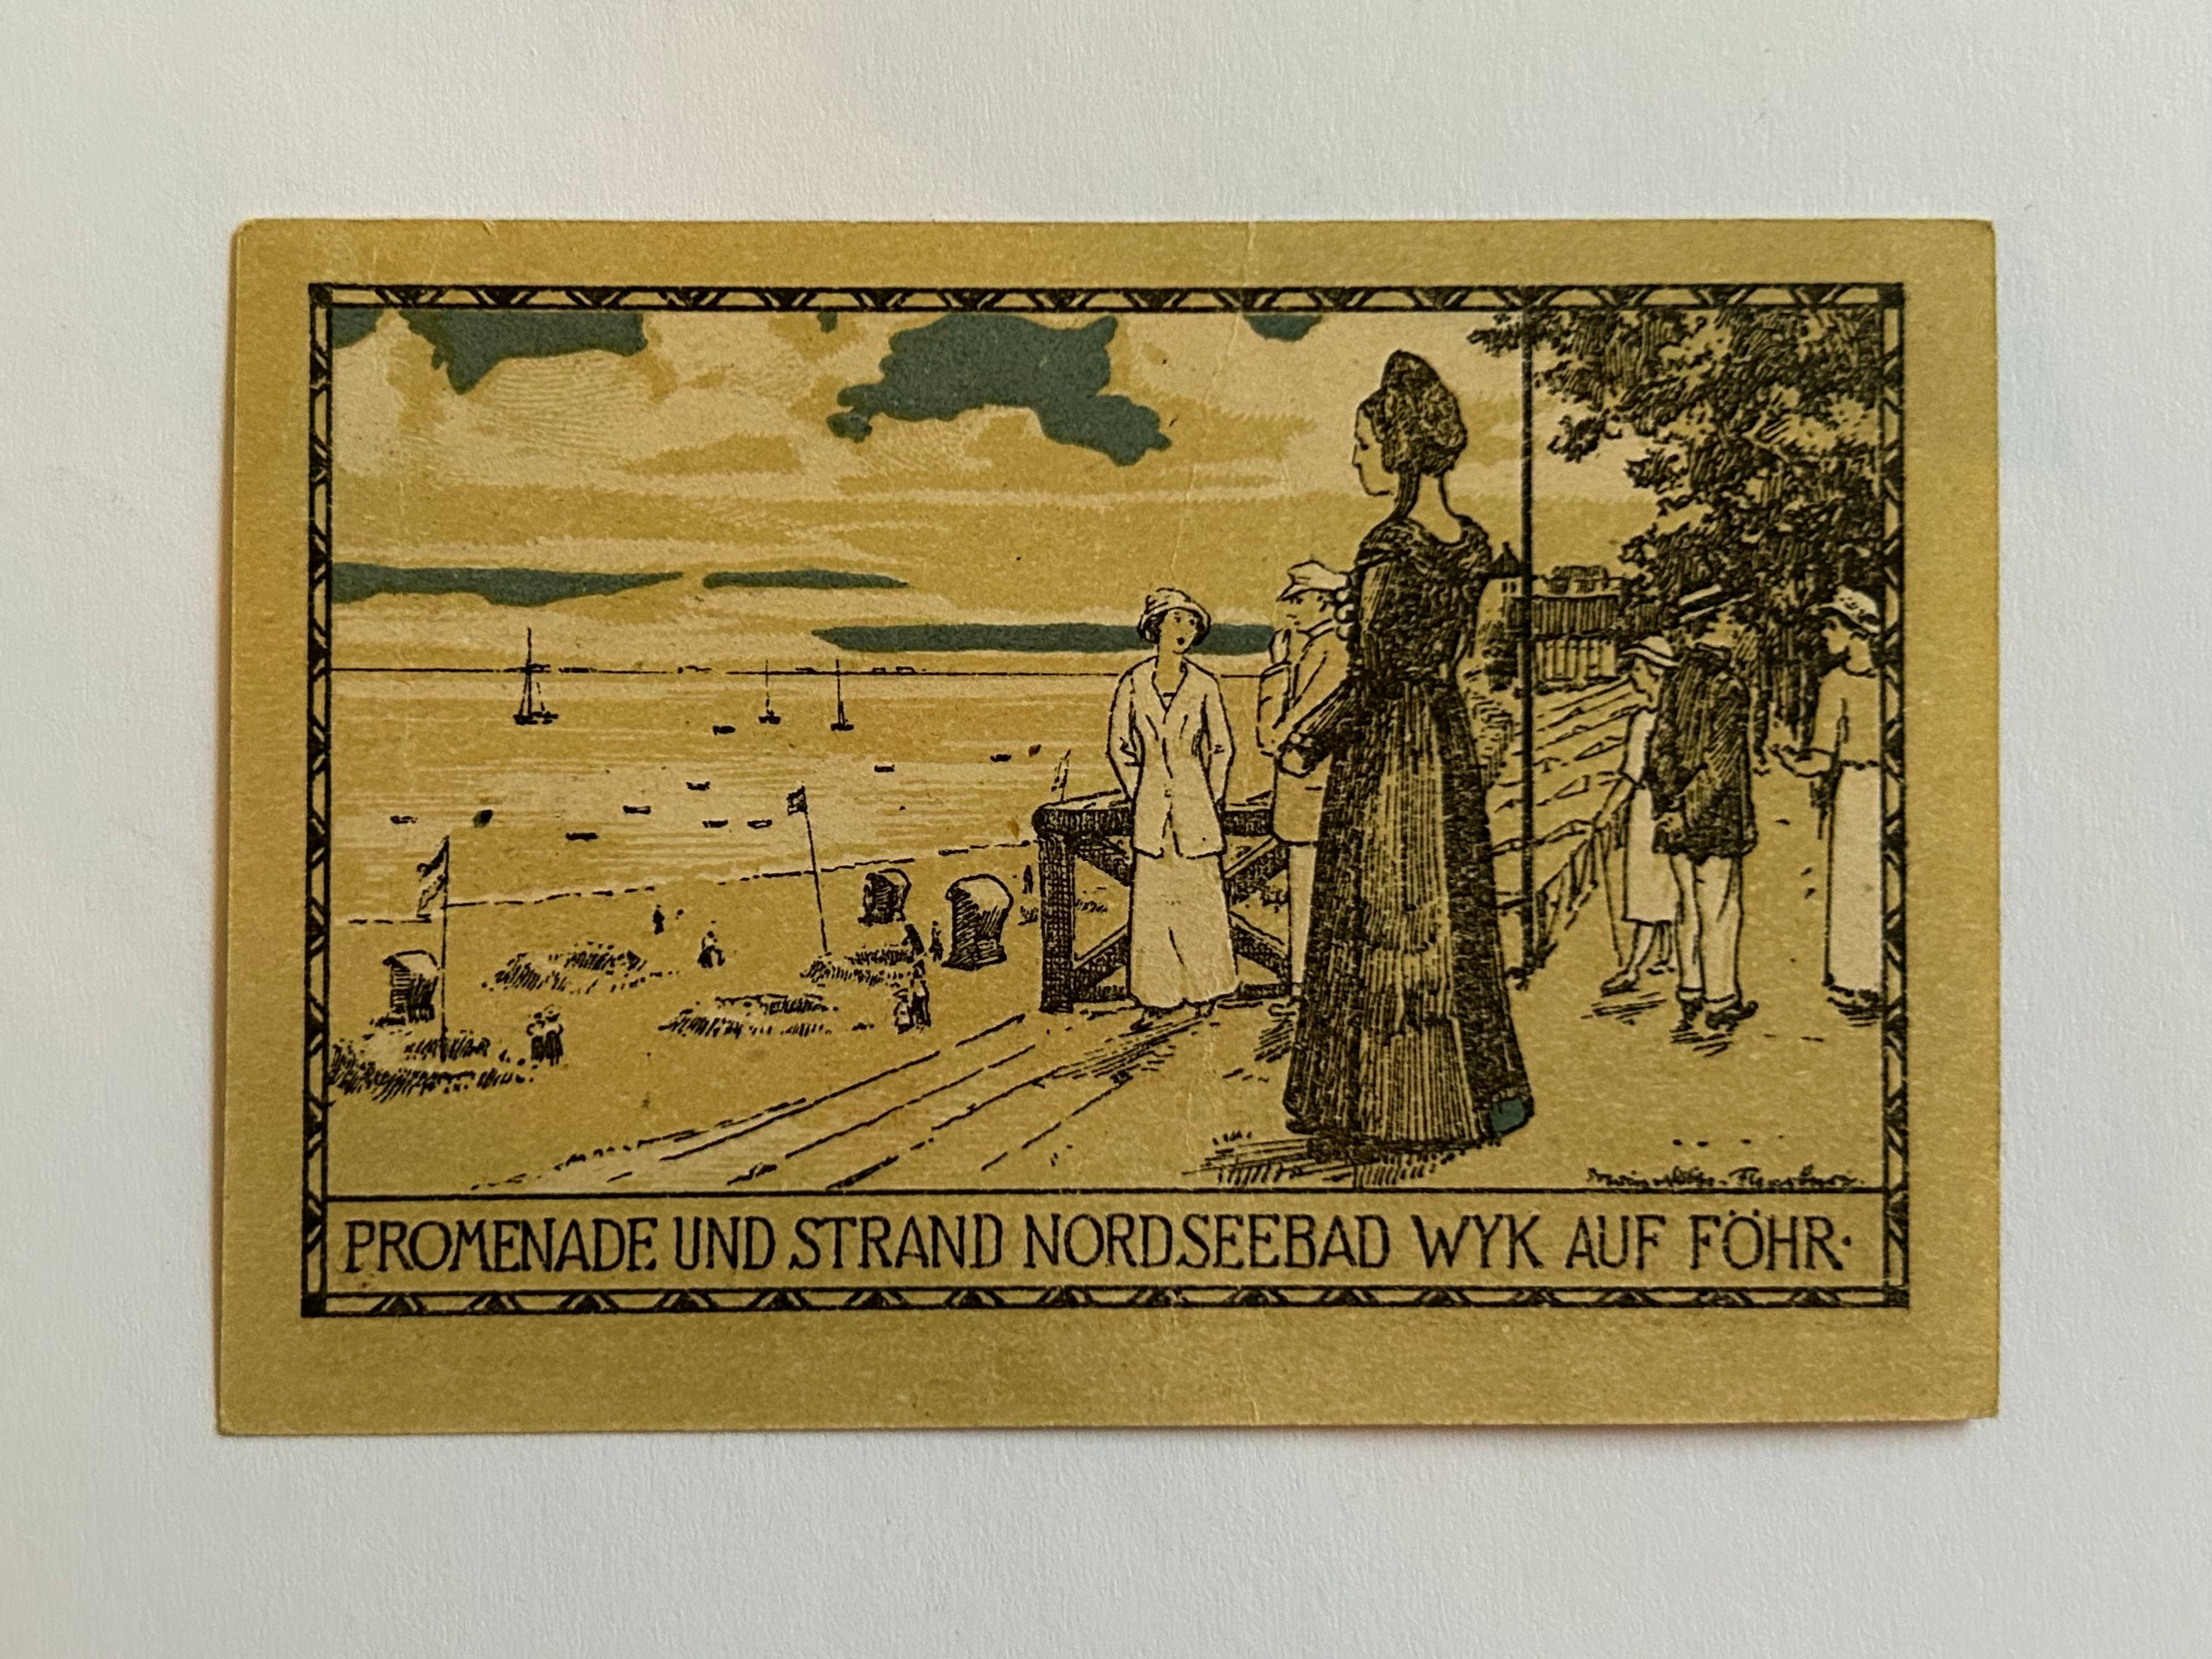 PROMENADE UND STRAND NORDSEEBAD WYK AUF FÖHR·